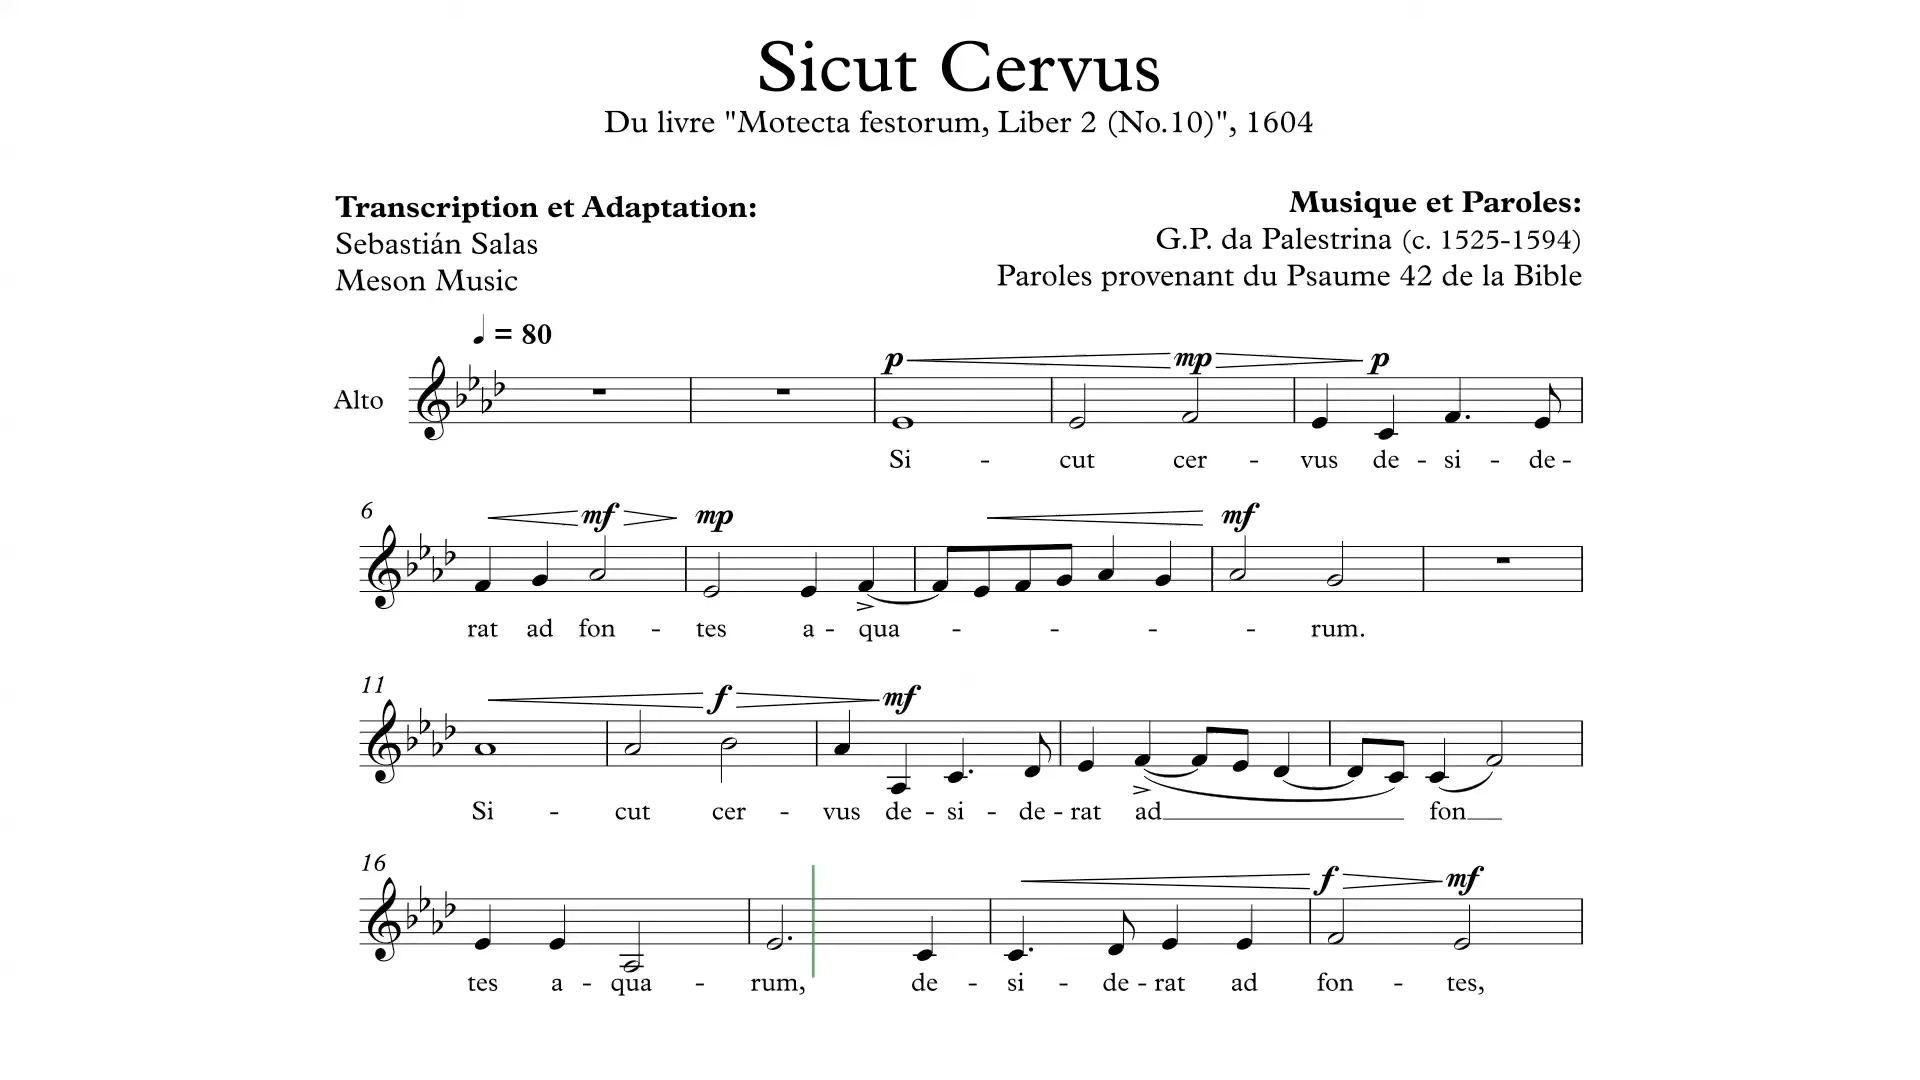 Sicut Cervus
Du livre "Motecta festorum, Liber 2 (No.10)", 1604
Transcription et Adaptation:
Sebastián Salas
Meson Music
Musique et Paroles:
G.P. da Palestrina (c. 1525-1594)
Paroles provenant du Psaume 42 de la Bible
♩ = 80
p mp p
Alto
Si - cut cer - vus de - si - de -
6
mf mp mf
rat ad fon - tes a - qua - - - - rum.
11
f mf
Si - cut cer - vus de - si - de - rat ad fon
16
f mf
tes a - qua - rum, de - si - de - rat ad fon - tes,